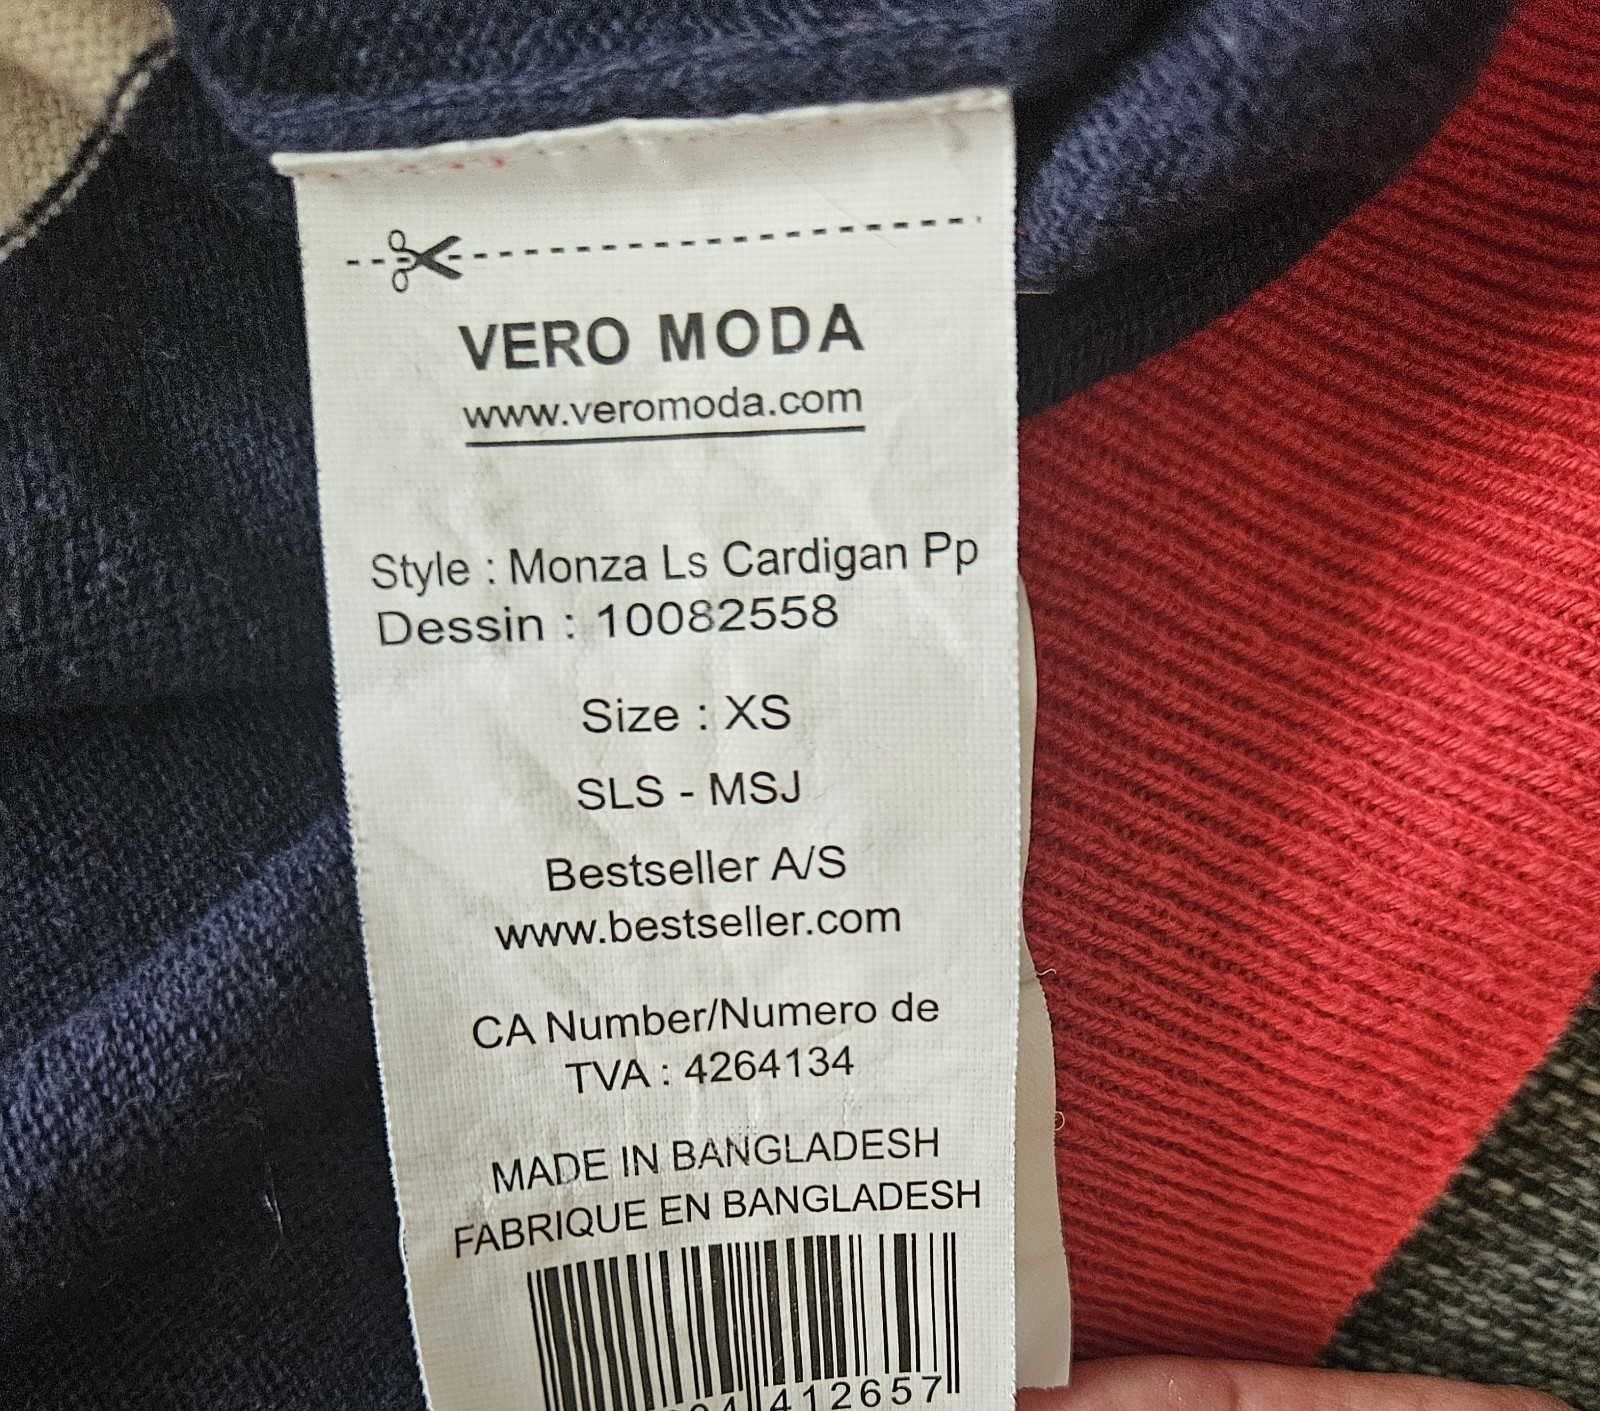 VERO MODA
www.veromoda.com
Style : Monza Ls Cardigan Pp
Dessin : 10082558
Size : XS
SLS - MSJ
Bestseller A/S
www.bestseller.com
CA Number/Numero de
TVA : 4264134
MADE IN BANGLADESH
FABRIQUE EN BANGLADESH
412657